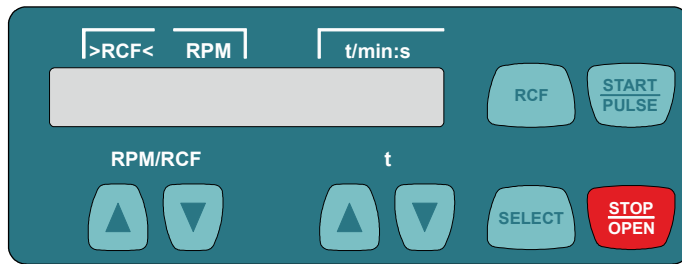 >RCF< RPM t/min:s
RCF
START
PULSE
RPM/RCF t
SELECT
STOP
OPEN